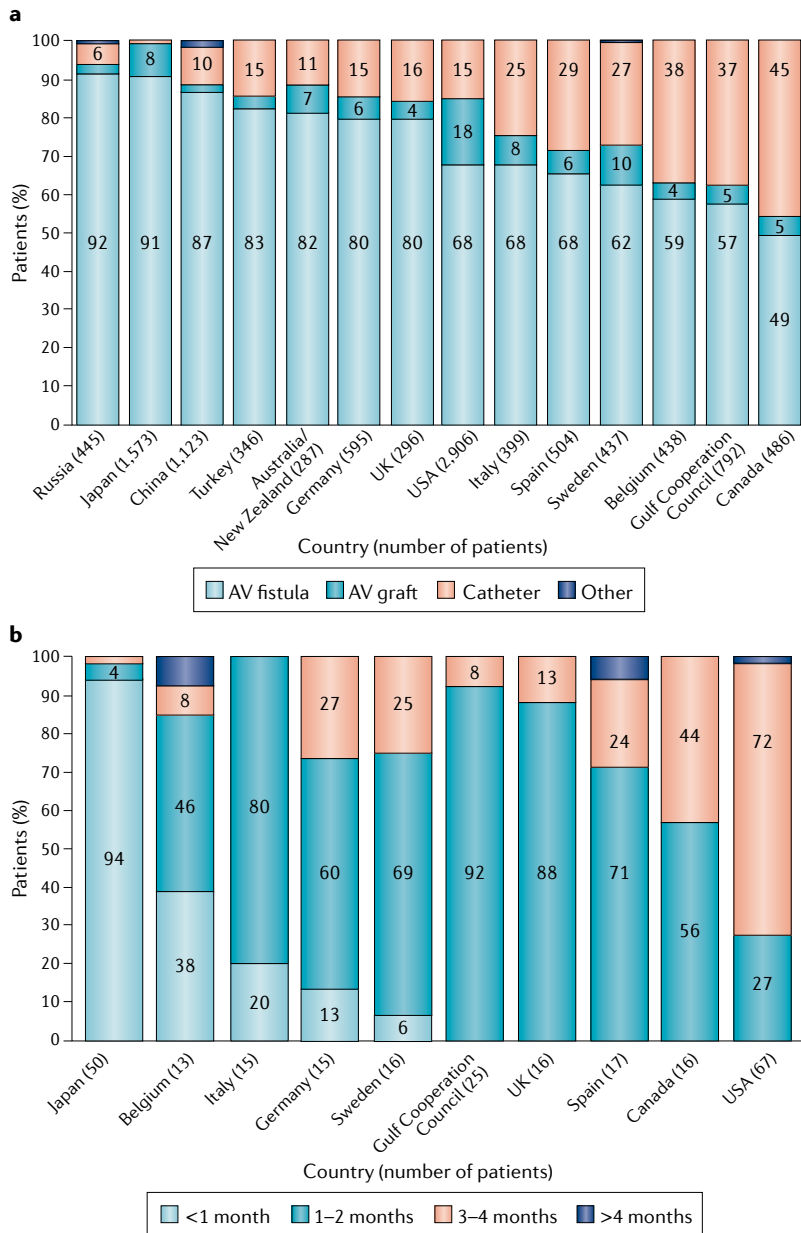 a
100
90
80
70
60
50
40
30
20
10
0
Patients (%)
6
92
8
91
10
87
15
83
11
7
82
15
6
80
16
4
80
15
18
68
25
8
68
29
6
68
27
10
62
38
4
59
37
5
57
45
5
49
Russia (445)
Japan (1,573)
China (1,123)
Turkey (346)
Australia/
New Zealand (287)
Germany (595)
UK (296)
USA (2,906)
Italy (399)
Spain (504)
Sweden (437)
Belgium (438)
Gulf Cooperation
Council (792)
Canada (486)
Country (number of patients)
AV fistula AV graft Catheter Other
b
100
90
80
70
60
50
40
30
20
10
0
Patients (%)
4
94
8
46
38
80
20
27
60
13
25
69
6
8
92
13
88
24
71
44
56
72
27
Japan (50)
Belgium (13)
Italy (15)
Germany (15)
Sweden (16)
Gulf Cooperation
Council (25)
UK (16)
Spain (17)
Canada (16)
USA (67)
Country (number of patients)
<1 month 1–2 months 3–4 months >4 months